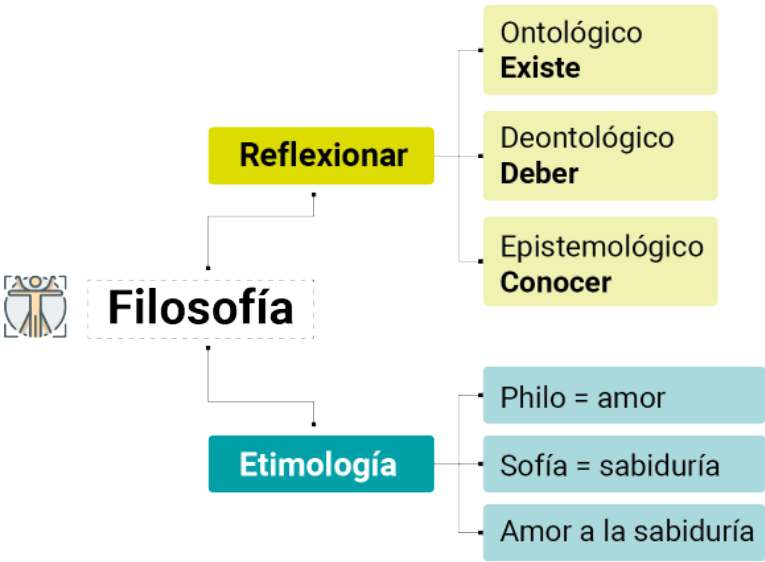 Ontológico
Existe
Reflexionar
Deontológico
Deber
Epistemológico
Conocer
Filosofía
Philo = amor
Etimología
Sofía = sabiduría
Amor a la sabiduría